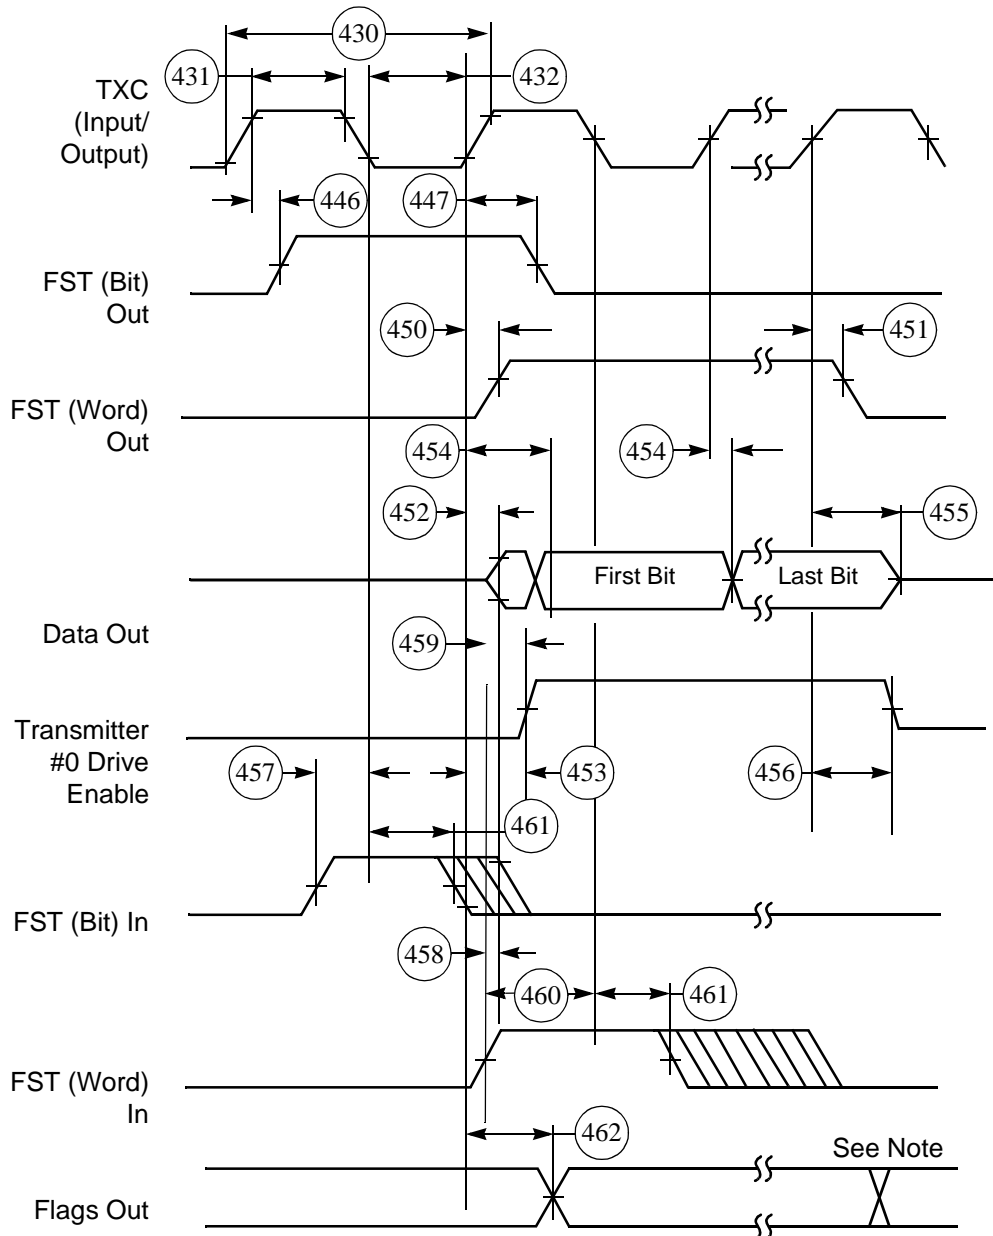 430
431
432
TXC
(Input/
Output)
446
447
FST (Bit)
Out
450
451
FST (Word)
Out
454
454
452
455
First Bit
Last Bit
Data Out
459
Transmitter
#0 Drive
Enable
457
453
456
461
FST (Bit) In
458
460
461
FST (Word)
In
462
See Note
Flags Out